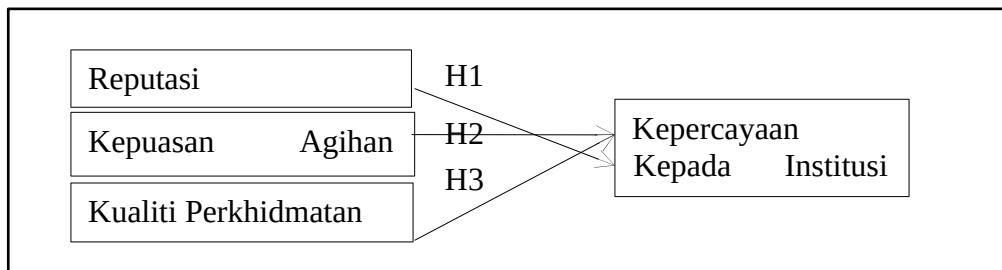 Reputasi
H1
Kepuasan Agihan
H2
Kualiti Perkhidmatan
H3
Kepercayaan
Kepada Institusi